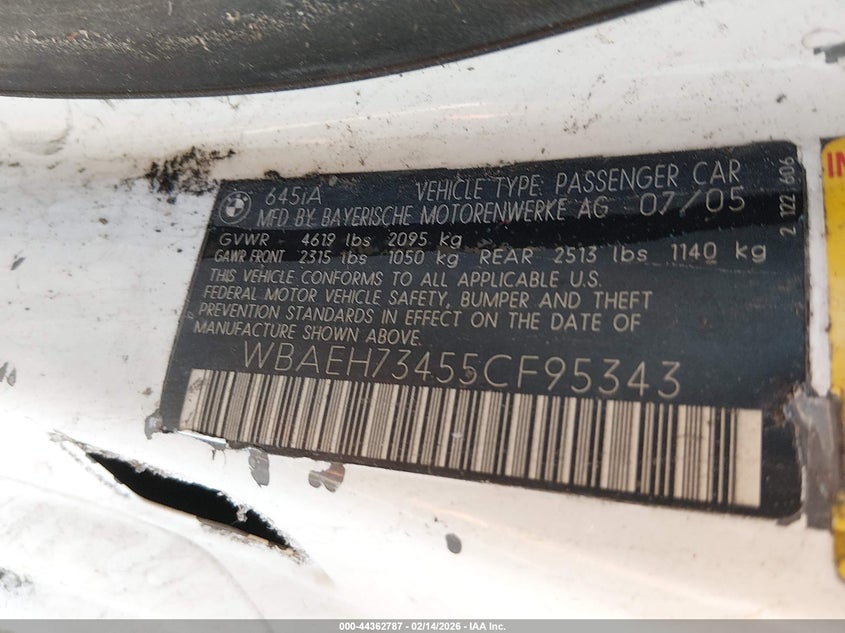 645iA VEHICLE TYPE: PASSENGER CAR
MFD BY BAYERISCHE MOTORENWERKE AG 07/05
GVWR - 4619 lbs 2095 kg
GAWR FRONT 2315 lbs 1050 kg REAR 2513 lbs 1140 kg
THIS VEHICLE CONFORMS TO ALL APPLICABLE U.S.
FEDERAL MOTOR VEHICLE SAFETY, BUMPER AND THEFT
PREVENTION STANDARDS IN EFFECT ON THE DATE OF
MANUFACTURE SHOWN ABOVE.
WBAEH73455CF95343
2 122 606
000-44362787 - 02/14/2026 - IAA Inc.